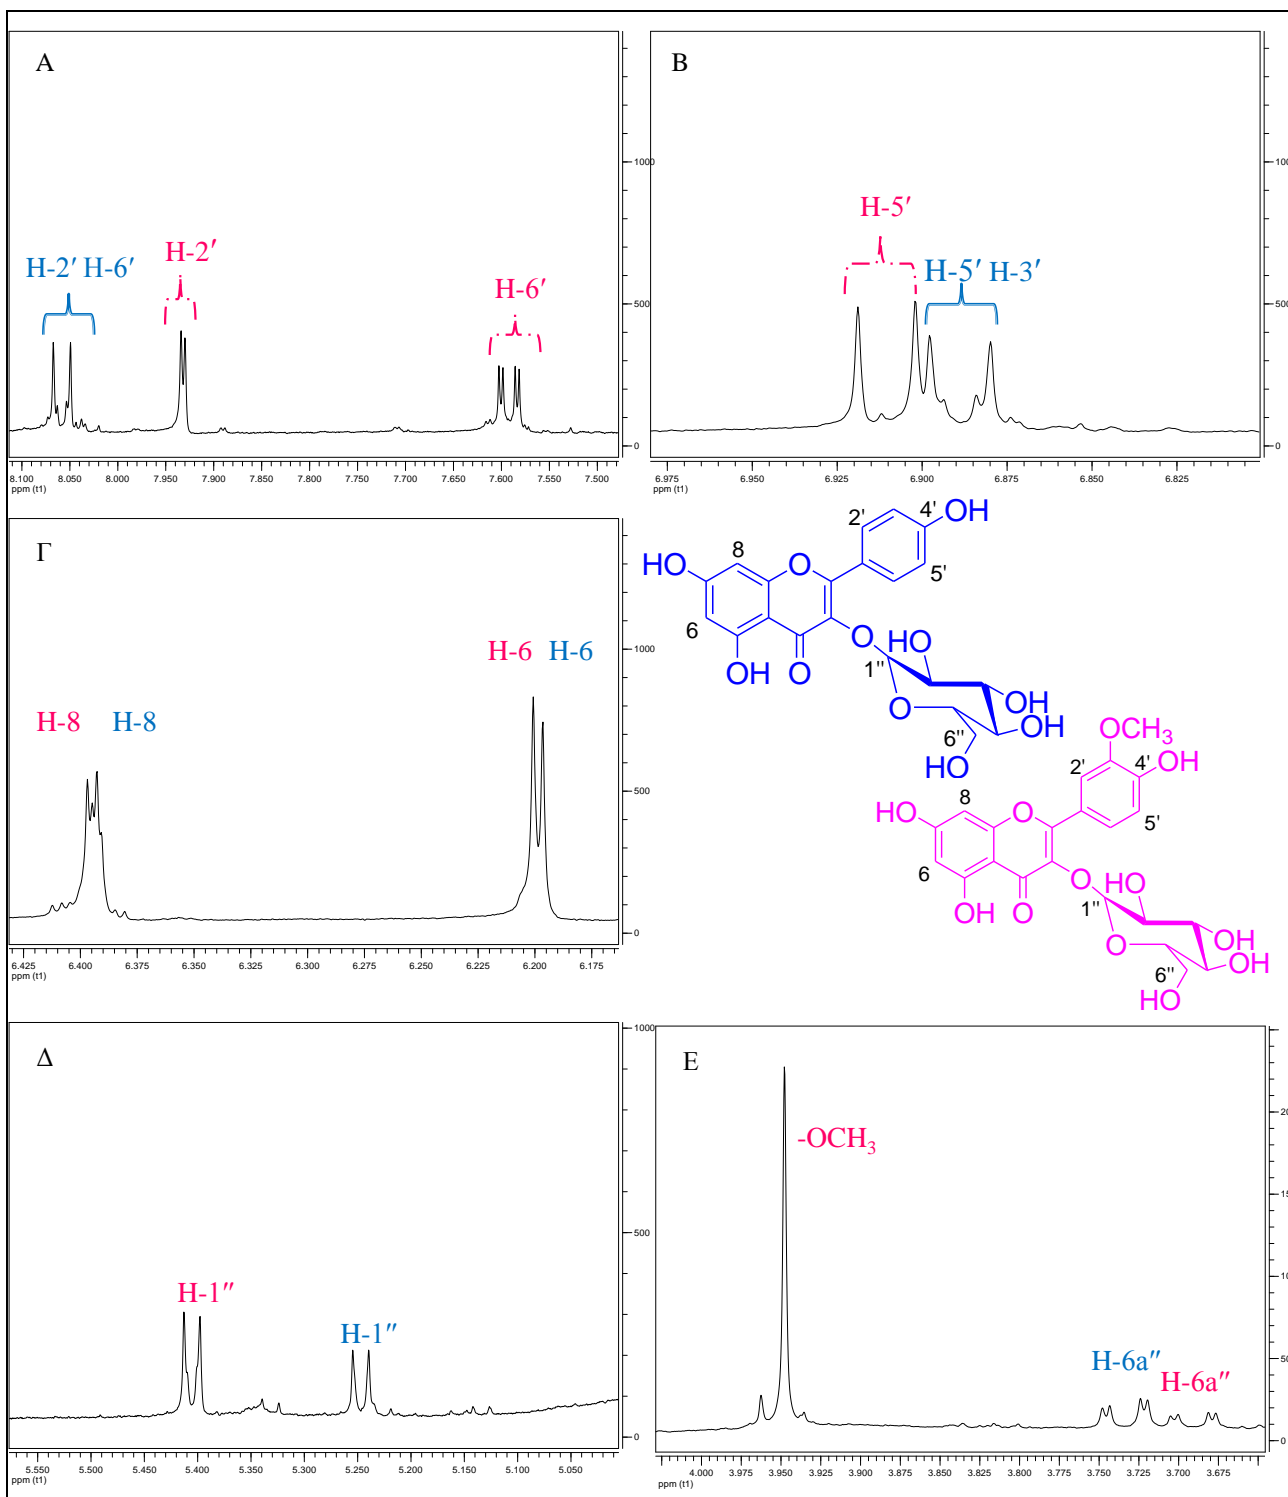 A
H-2′ H-6′
H-2′
H-6′
1000
500
0
8.100 8.050 8.000 7.950 7.900 7.850 7.800 7.750 7.700 7.650 7.600 7.550 7.500
ppm (t1)
B
H-5′
H-5′ H-3′
1000
500
0
6.975 6.950 6.925 6.900 6.875 6.850 6.825
ppm (t1)
Γ
H-6 H-6
H-8 H-8
1000
500
0
6.425 6.400 6.375 6.350 6.325 6.300 6.275 6.250 6.225 6.200 6.175
ppm (t1)
OH
4'
2'
5'
8
HO
O
6
O
HO
1''
OH
O
OH
O
OH
6''
HO
OCH3
4'
OH
2'
5'
8
HO
O
6
O
HO
1''
OH
O
OH
O
OH
6''
HO
Δ
H-1″
H-1″
1000
500
0
5.550 5.500 5.450 5.400 5.350 5.300 5.250 5.200 5.150 5.100 5.050
ppm (t1)
E
-OCH3
H-6a″
H-6a″
50
0
4.000 3.975 3.950 3.925 3.900 3.875 3.850 3.825 3.800 3.775 3.750 3.725 3.700 3.675
ppm (t1)